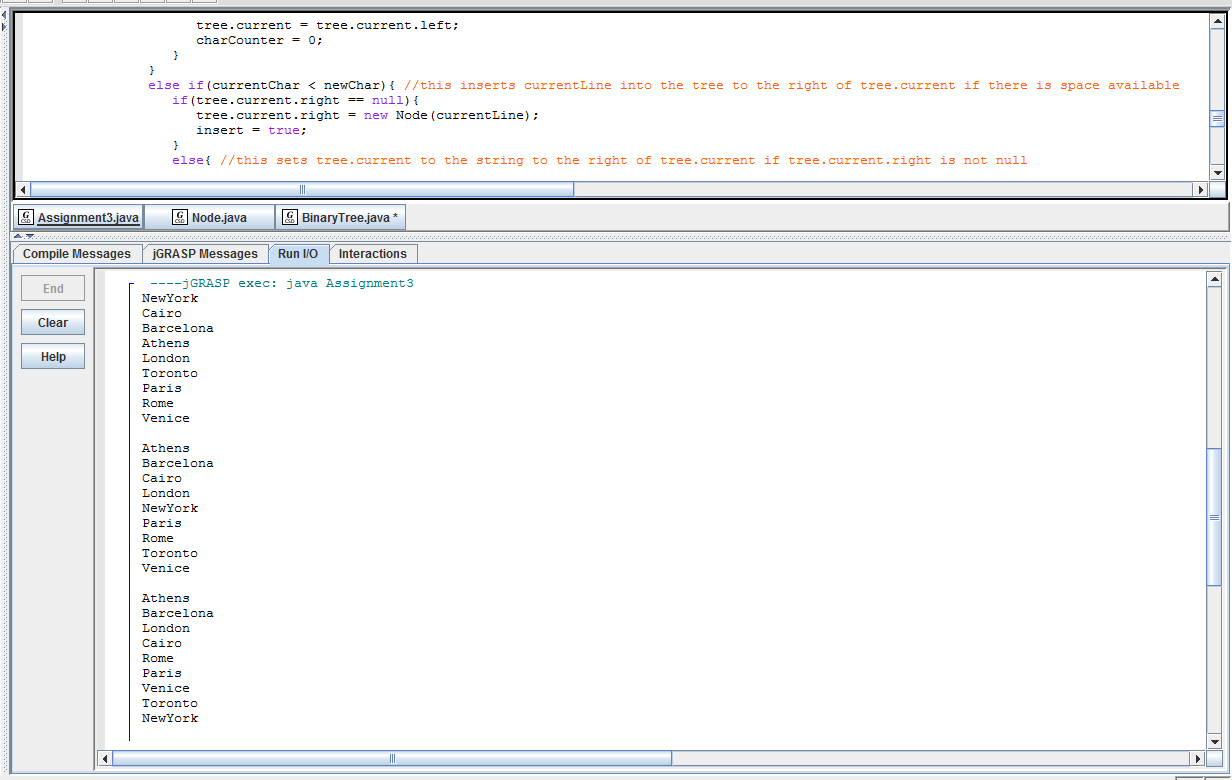 tree.current = tree.current.left;
charCounter = 0;
}
}
else if(currentChar < newChar){ //this inserts currentLine into the tree to the right of tree.current if there is space available
if(tree.current.right == null){
tree.current.right = new Node(currentLine);
insert = true;
}
else{ //this sets tree.current to the string to the right of tree.current if tree.current.right is not null
G CSD Assignment3.java G CSD Node.java G CSD BinaryTree.java *
Compile Messages jGRASP Messages Run I/O Interactions
End
Clear
Help
----jGRASP exec: java Assignment3
NewYork
Cairo
Barcelona
Athens
London
Toronto
Paris
Rome
Venice
Athens
Barcelona
Cairo
London
NewYork
Paris
Rome
Toronto
Venice
Athens
Barcelona
London
Cairo
Rome
Paris
Venice
Toronto
NewYork